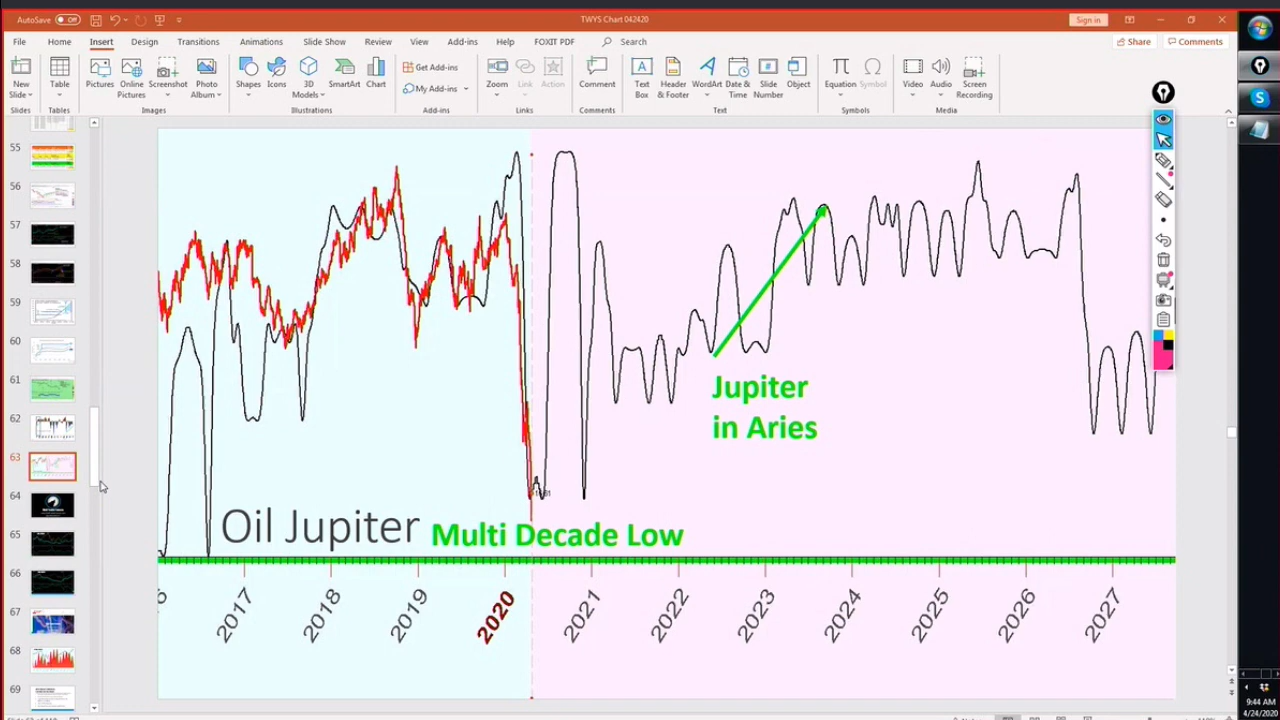 AutoSave Off TWYS Chart 042420 Sign in
File Home Insert Design Transitions Animations Slide Show Review View Add-ins Help FOXIT PDF Search Share Comments
New Slide
Table
Pictures
Online Pictures
Screenshot
Photo Album
Shapes
Icons
3D Models
SmartArt
Chart
Get Add-ins
My Add-ins
Zoom
Link
Action
Comment
Text Box
Header & Footer
WordArt
Date & Time
Slide Number
Object
Equation
Symbol
Video
Audio
Screen Recording
Slides Tables Images Illustrations Add-ins Links Comments Text Symbols Media
55
56
57
58
59
60
61
62
63
64
65
66
67
68
69
Jupiter
in Aries
Oil Jupiter Multi Decade Low
6 2017 2018 2019 2020 2021 2022 2023 2024 2025 2026 2027
9:44 AM
4/24/2020